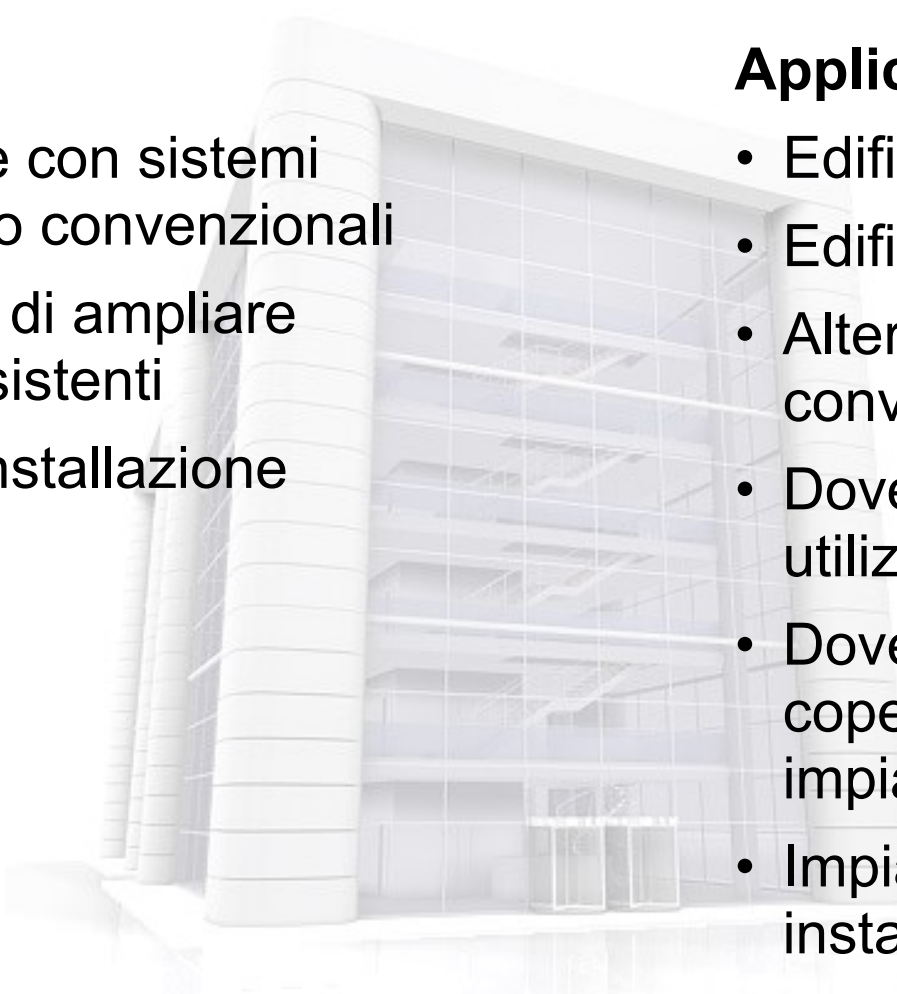 e con sistemi
o convenzionali
di ampliare
sistenti
nstallazione
Applic
• Edifi
• Edifi
• Alter
conv
• Dove
utiliz
• Dove
cope
impia
• Impia
insta